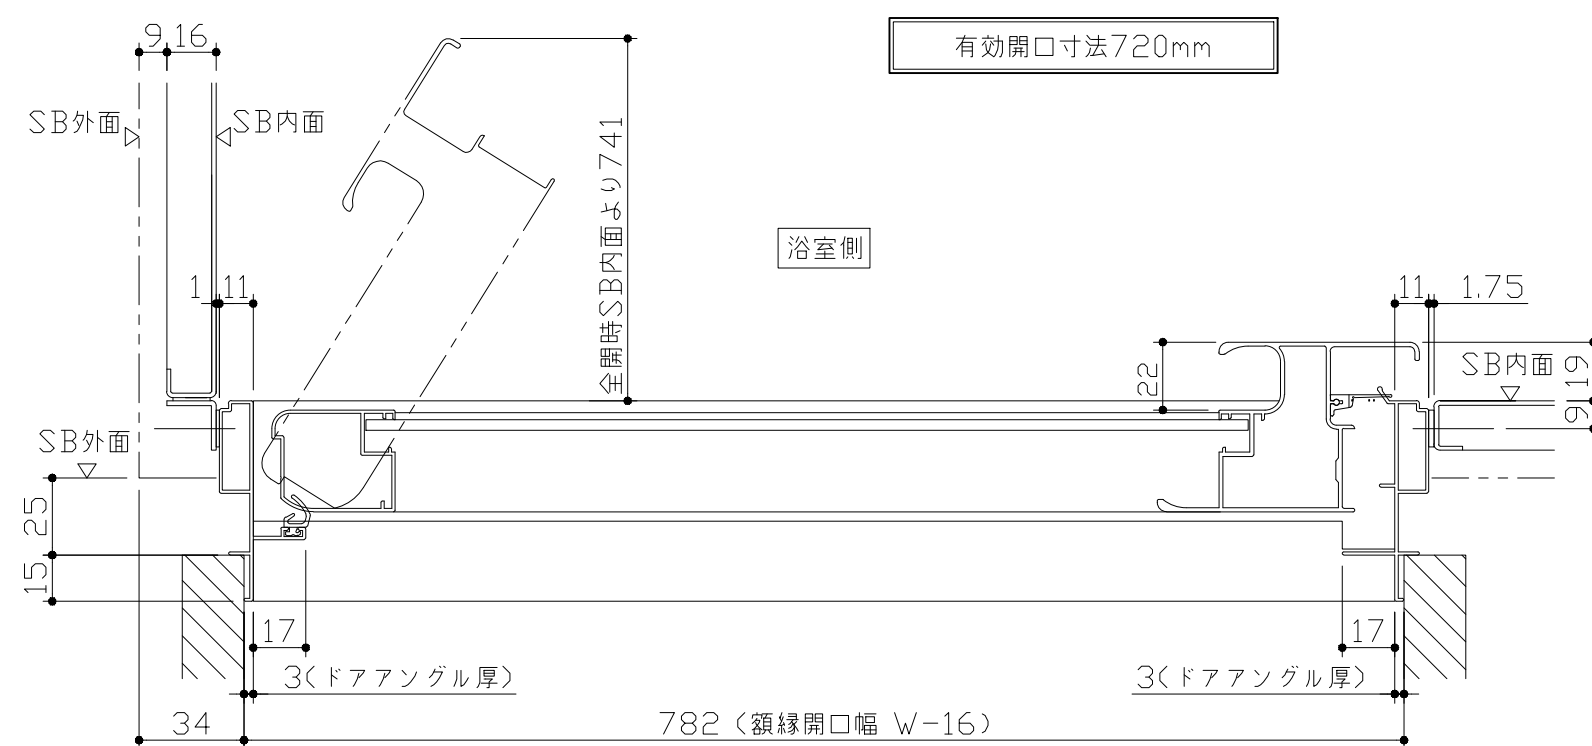 有効開口寸法720mm
9
16
SB外面
SB内面
全開時SB内面より741
浴室側
1
11
11
1.75
22
SB内面
19
9
SB外面
25
15
17
17
3(ドアアングル厚)
3(ドアアングル厚)
34
782 (額縁開口幅 W-16)